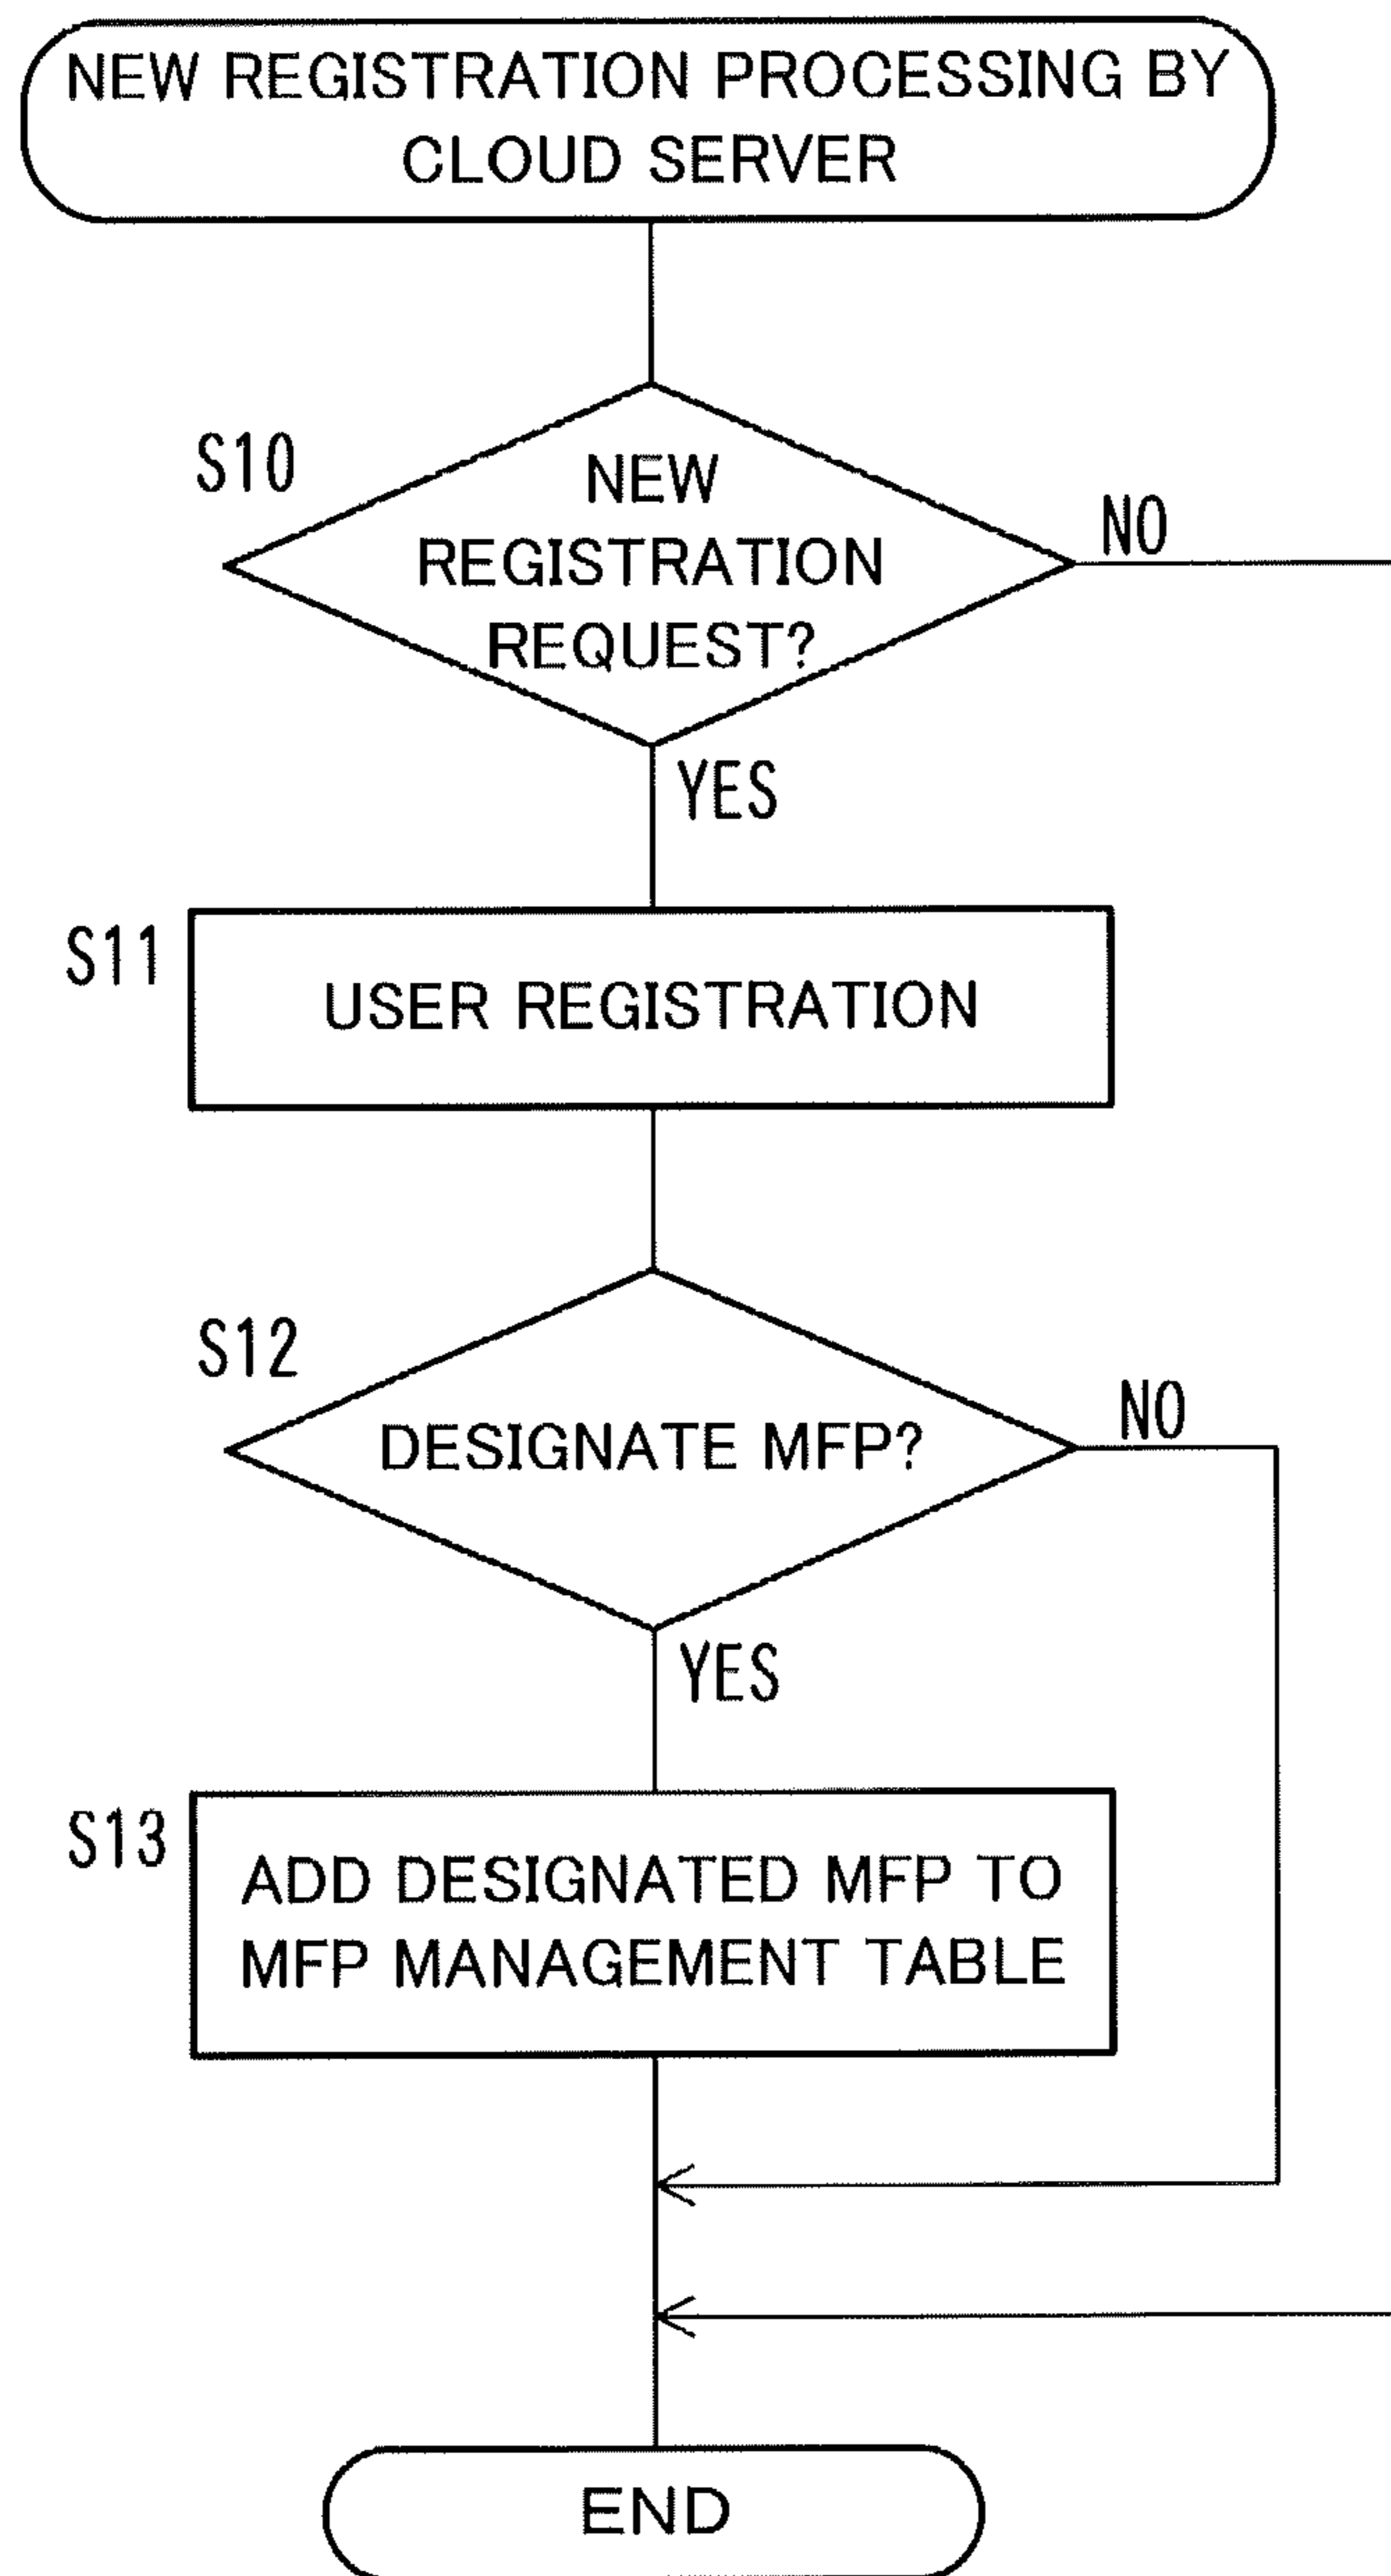 NEW REGISTRATION PROCESSING BY
CLOUD SERVER
S10
NEW
REGISTRATION
REQUEST?
NO
YES
S11
USER REGISTRATION
S12
DESIGNATE MFP?
NO
YES
S13
ADD DESIGNATED MFP TO
MFP MANAGEMENT TABLE
END